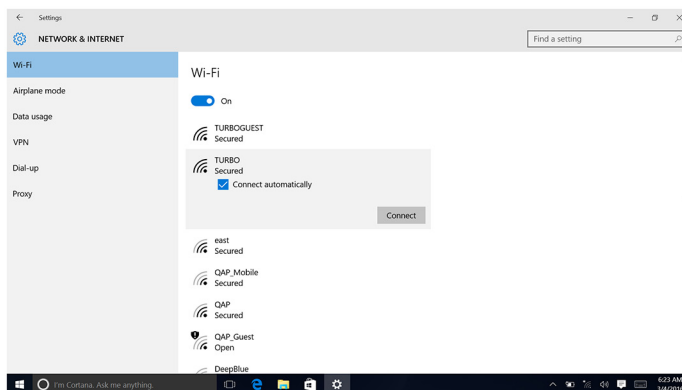 Settings
NETWORK & INTERNET
Find a setting
Wi-Fi
Airplane mode
Data usage
VPN
Dial-up
Proxy
Wi-Fi
On
TURBOGUEST
Secured
TURBO
Secured
Connect automatically
Connect
east
Secured
QAP_Mobile
Secured
QAP
Secured
QAP_Guest
Open
DeepBlue
I'm Cortana. Ask me anything.
6:23 AM